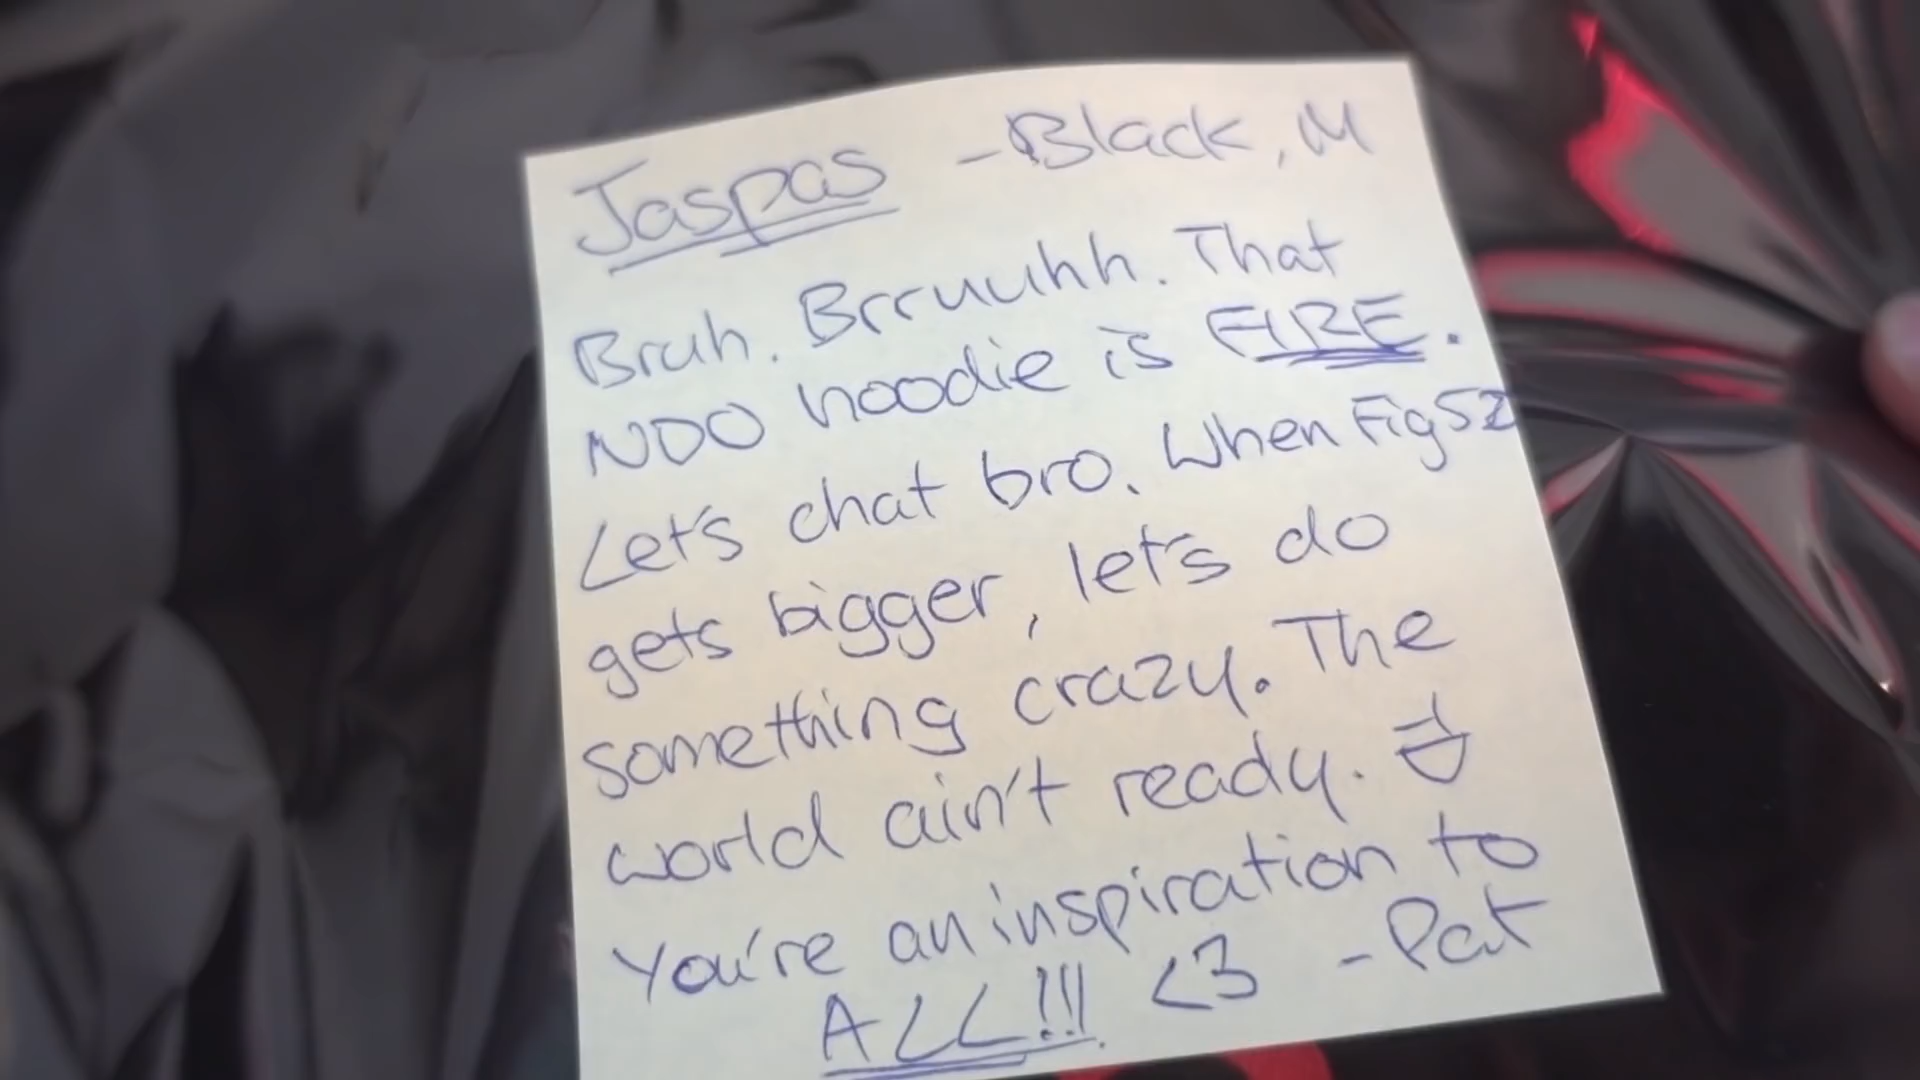 Jaspas - Black, M
Bruh. Brruuhh. That
NDO hoodie is FIRE.
Let's chat bro. When Fig52
gets bigger, let's do
something crazy. The
world ain't ready. =D
You're an inspiration to
ALL!!! <3 - Pat